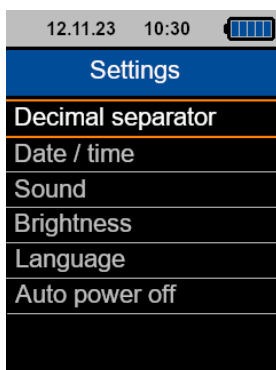 12.11.23 10:30
Settings
Decimal separator
Date / time
Sound
Brightness
Language
Auto power off